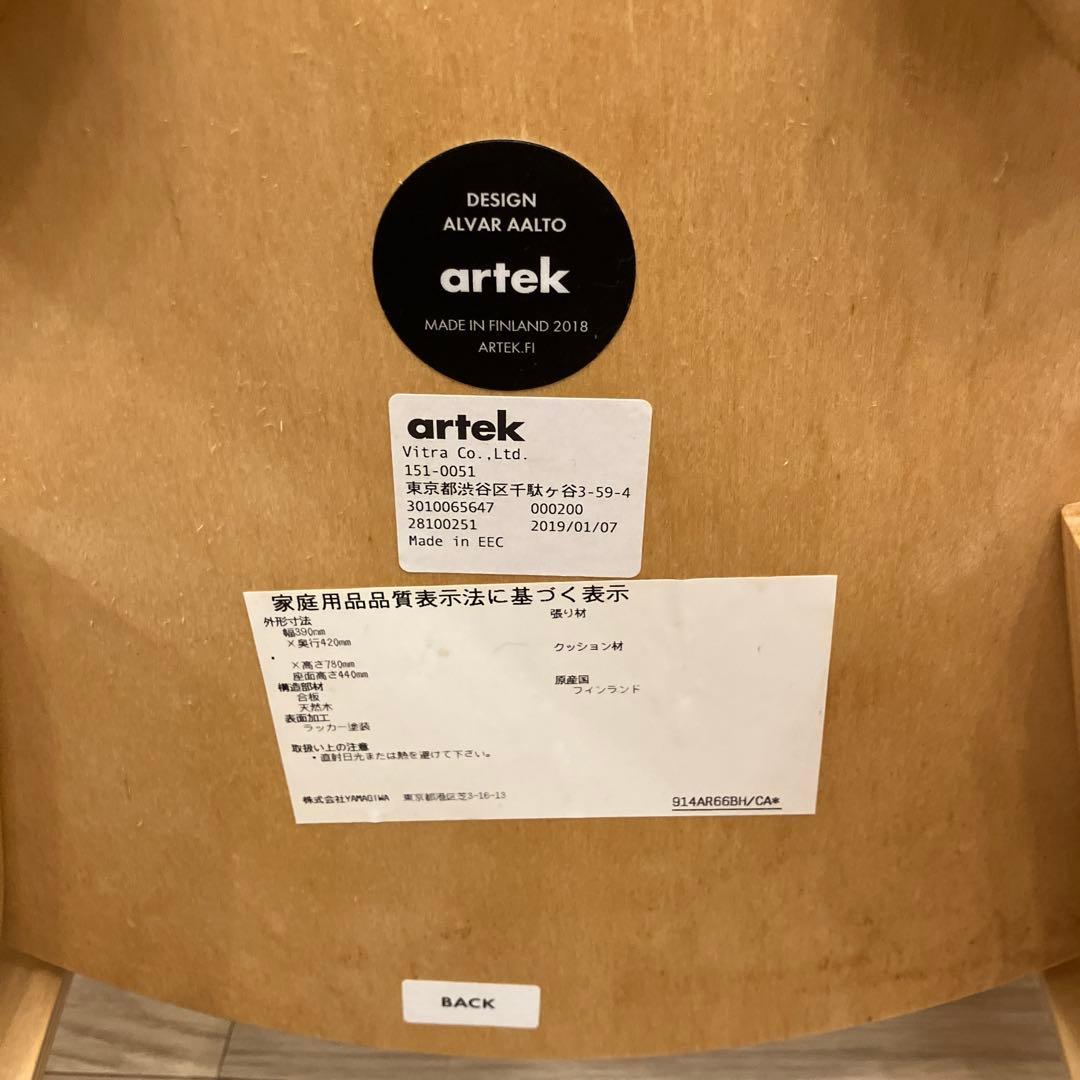 DESIGN
ALVAR AALTO
artek
MADE IN FINLAND 2018
ARTEK.FI
artek
Vitra Co.,Ltd.
151-0051
東京都渋谷区千駄ヶ谷3-59-4
3010065647 000200
28100251 2019/01/07
Made in EEC
家庭用品品質表示法に基づく表示
外形寸法
幅390mm
×奥行420mm
×高さ780mm
座面高さ440mm
構造部材
合板
天然木
表面加工
ラッカー塗装
取扱い上の注意
・直射日光または熱を避けて下さい。
張り材
クッション材
原産国
フィンランド
株式会社YAMAGIWA 東京都港区芝3-16-13
914AR66BH/CA*
BACK